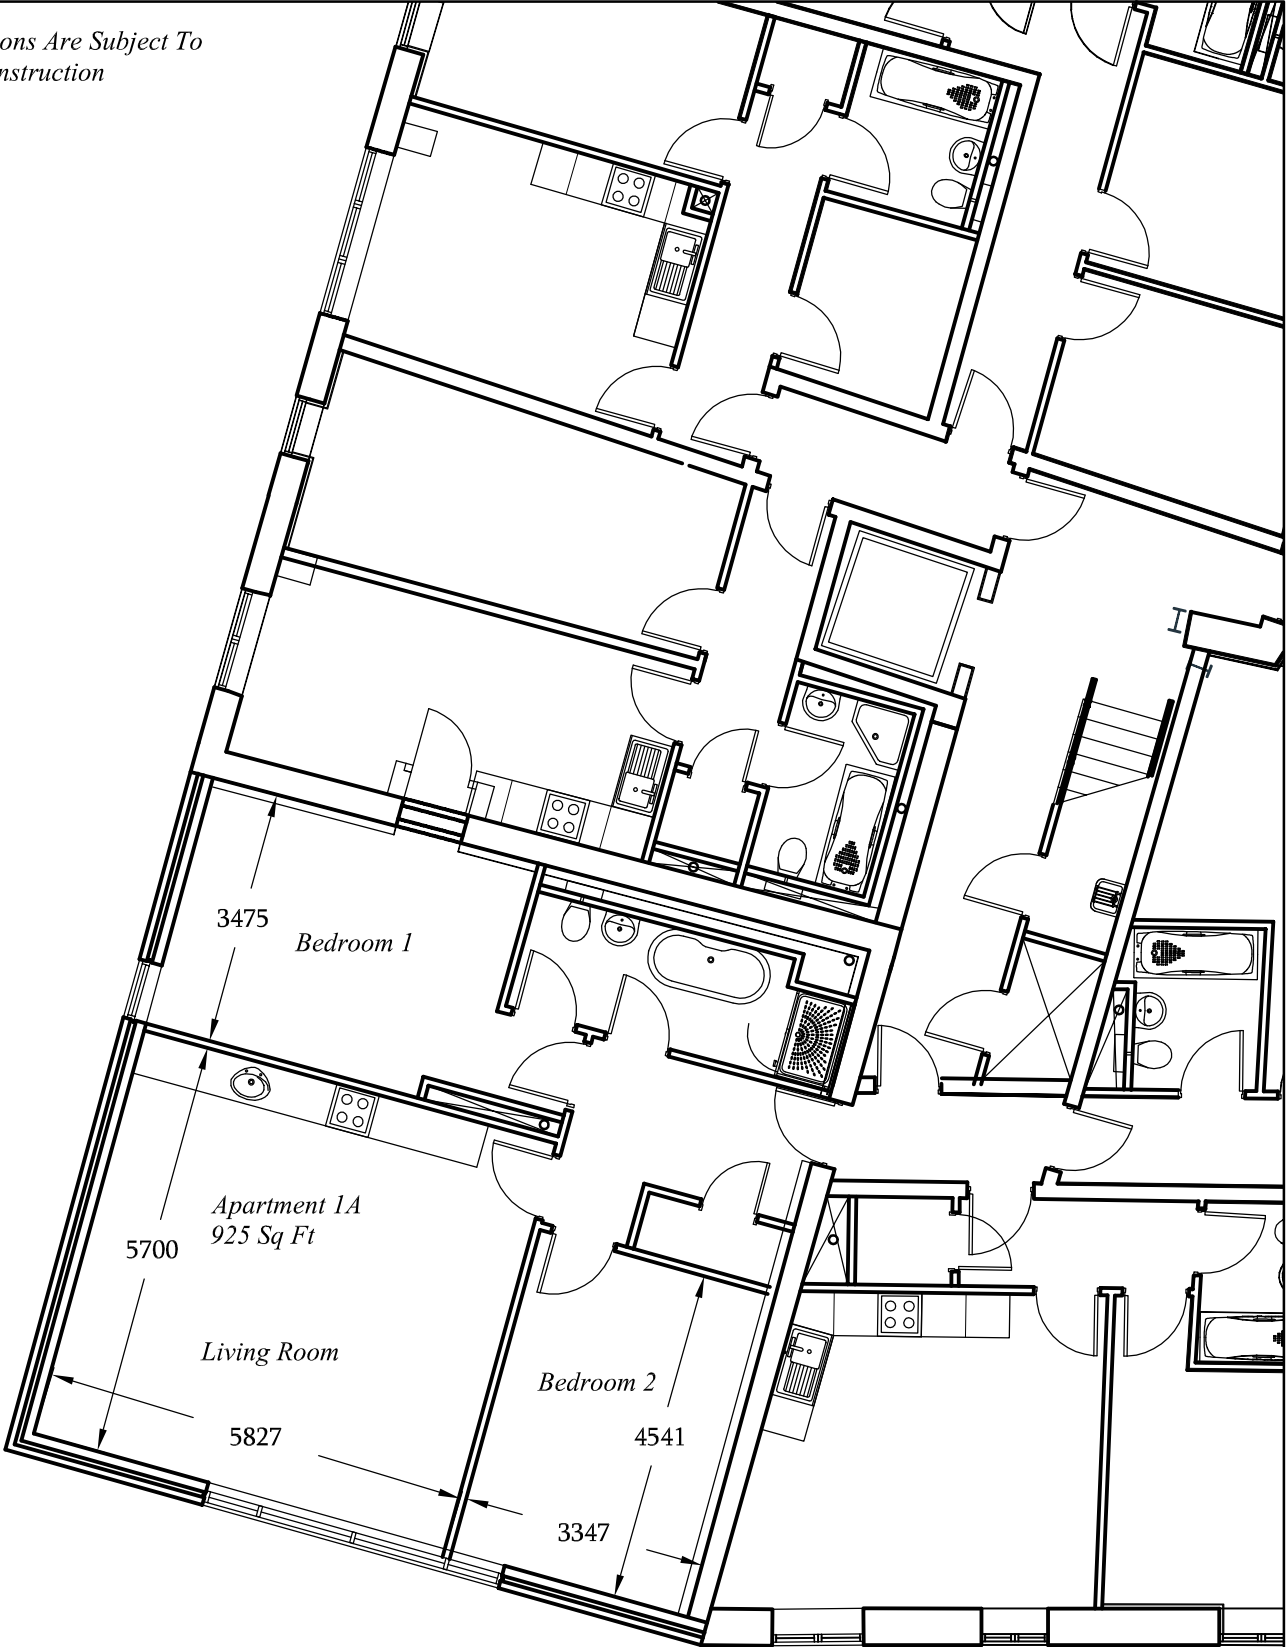 ons Are Subject To
nstruction
3475
Bedroom 1
Apartment 1A
925 Sq Ft
5700
Living Room
Bedroom 2
5827
4541
3347